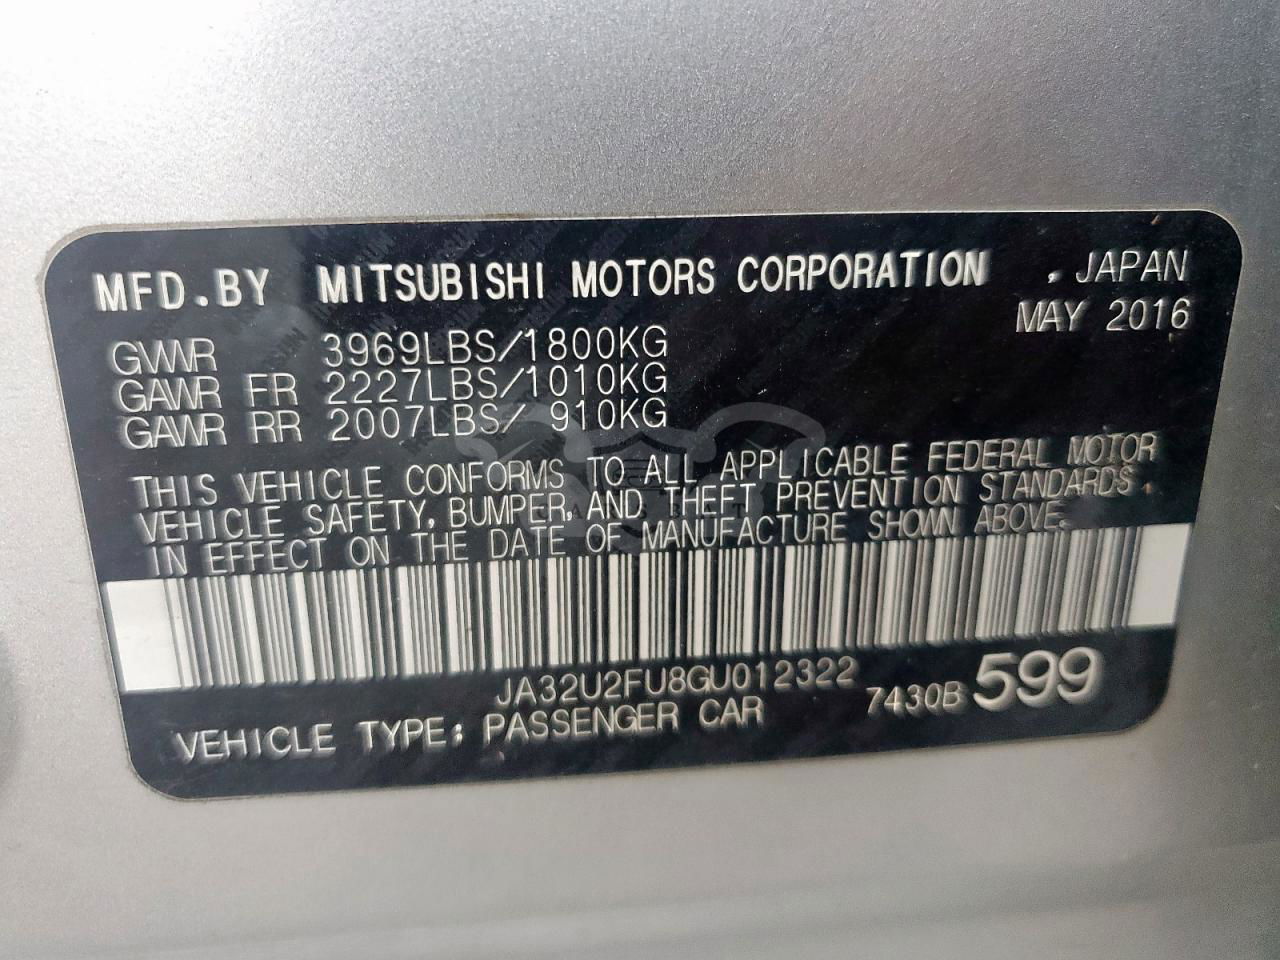 MFD.BY MITSUBISHI MOTORS CORPORATION . JAPAN
MAY 2016
GVWR 3969LBS/1800KG
GAWR FR 2227LBS/1010KG
GAWR RR 2007LBS/ 910KG
THIS VEHICLE CONFORMS TO ALL APPLICABLE FEDERAL MOTOR
VEHICLE SAFETY, BUMPER, AND THEFT PREVENTION STANDARDS
IN EFFECT ON THE DATE OF MANUFACTURE SHOWN ABOVE.
JA32U2FU8GU012322
7430B 599
VEHICLE TYPE: PASSENGER CAR